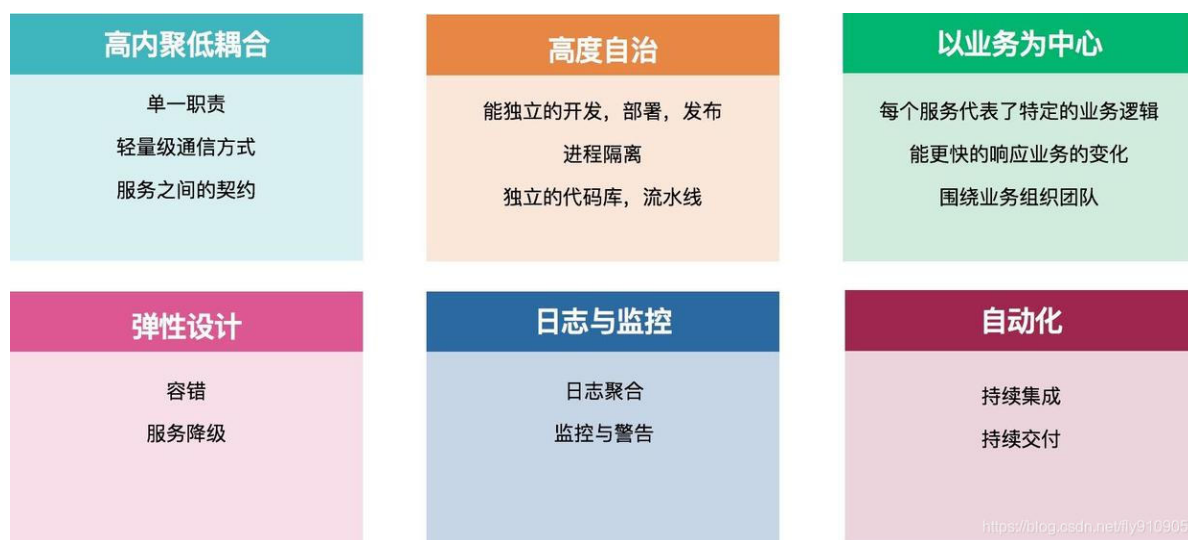 高内聚低耦合
单一职责
轻量级通信方式
服务之间的契约
高度自治
能独立的开发，部署，发布
进程隔离
独立的代码库，流水线
以业务为中心
每个服务代表了特定的业务逻辑
能更快的响应业务的变化
围绕业务组织团队
弹性设计
容错
服务降级
日志与监控
日志聚合
监控与警告
自动化
持续集成
持续交付
https://blog.csdn.net/fly910905